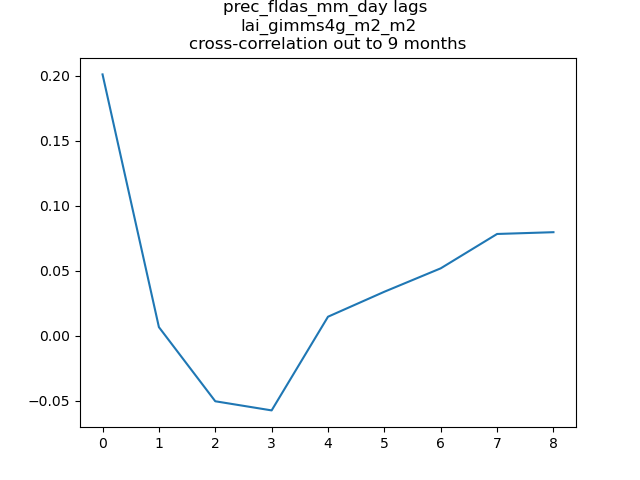 prec_fldas_mm_day lags
lai_gimms4g_m2_m2
cross-correlation out to 9 months
0.20
0.15
0.10
0.05
0.00
−0.05
0 1 2 3 4 5 6 7 8